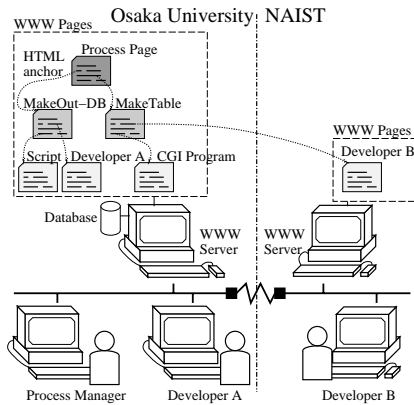 Osaka University NAIST
WWW Pages
Process Page
HTML
anchor
MakeOut–DB MakeTable
Script Developer A CGI Program
WWW Pages
Developer B
Database
WWW
Server
WWW
Server
Process Manager Developer A Developer B